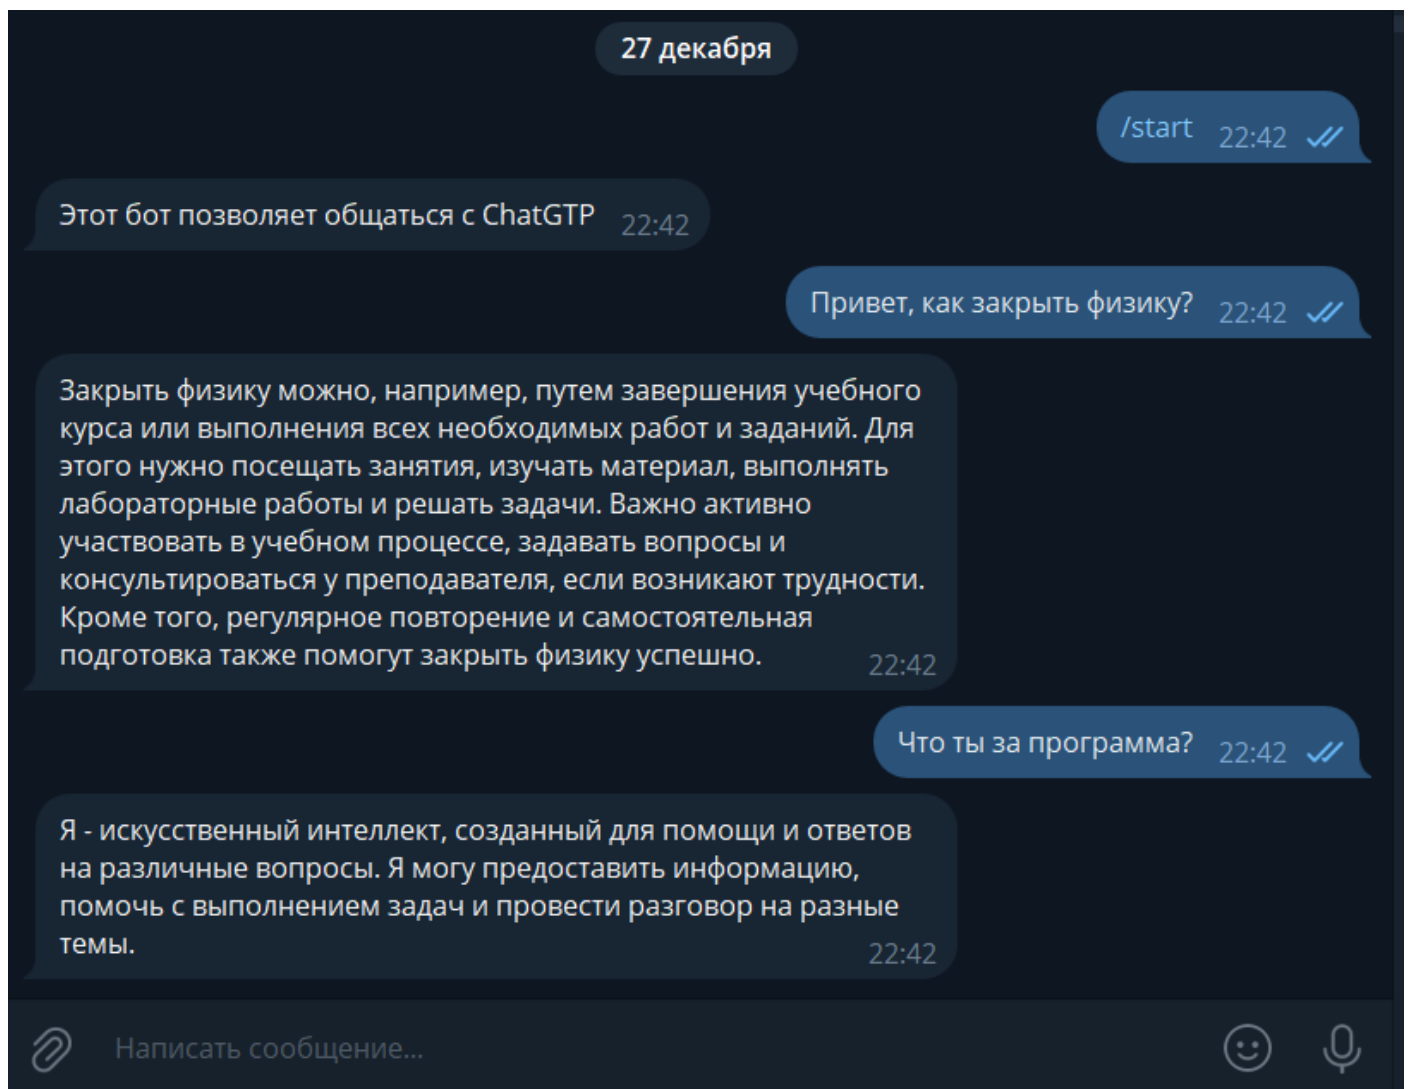 27 декабря
/start 22:42
Этот бот позволяет общаться с ChatGTP 22:42
Привет, как закрыть физику? 22:42
Закрыть физику можно, например, путем завершения учебного
курса или выполнения всех необходимых работ и заданий. Для
этого нужно посещать занятия, изучать материал, выполнять
лабораторные работы и решать задачи. Важно активно
участвовать в учебном процессе, задавать вопросы и
консультироваться у преподавателя, если возникают трудности.
Кроме того, регулярное повторение и самостоятельная
подготовка также помогут закрыть физику успешно. 22:42
Что ты за программа? 22:42
Я - искусственный интеллект, созданный для помощи и ответов
на различные вопросы. Я могу предоставить информацию,
помочь с выполнением задач и провести разговор на разные
темы. 22:42
Написать сообщение...